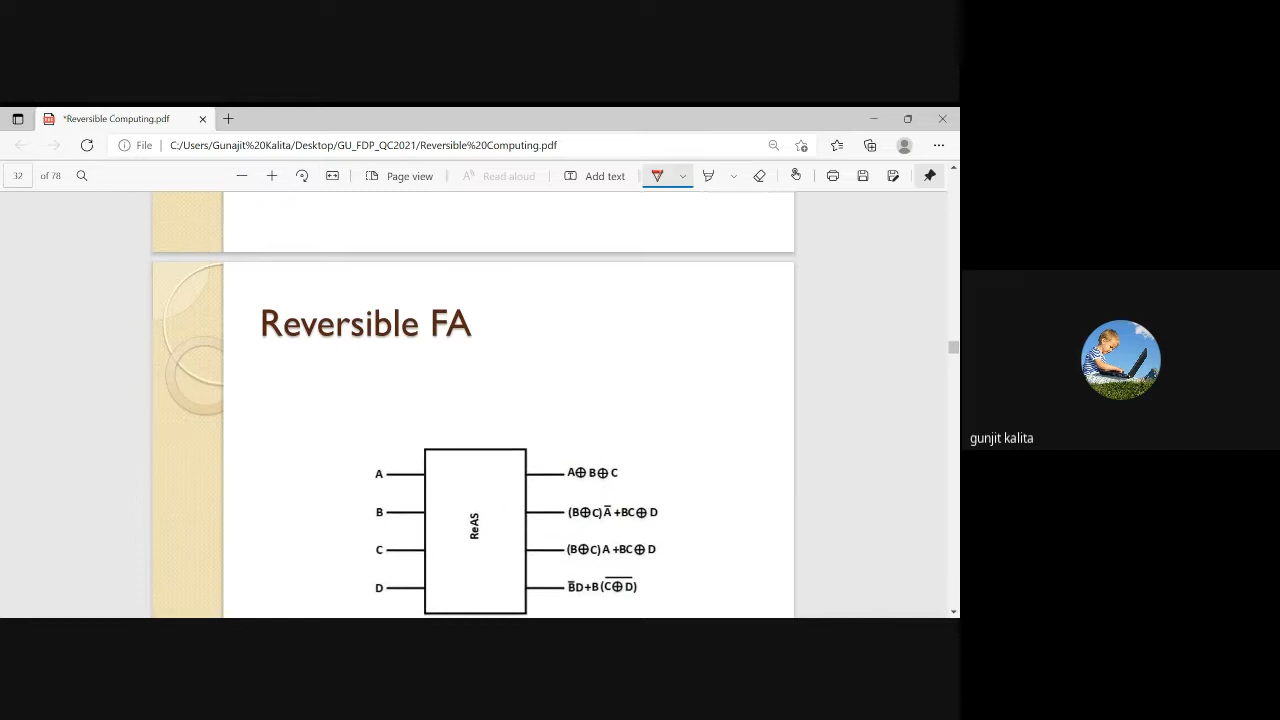 *Reversible Computing.pdf
File | C:/Users/Gunajit%20Kalita/Desktop/GU_FDP_QC2021/Reversible%20Computing.pdf
32 of 78 Page view Read aloud Add text
Reversible FA
A A⊕B⊕C
B (B⊕C)A̅+BC⊕D
ReAS
C (B⊕C)A+BC⊕D
D B̅D+B(C̅⊕̅D̅)
gunjit kalita